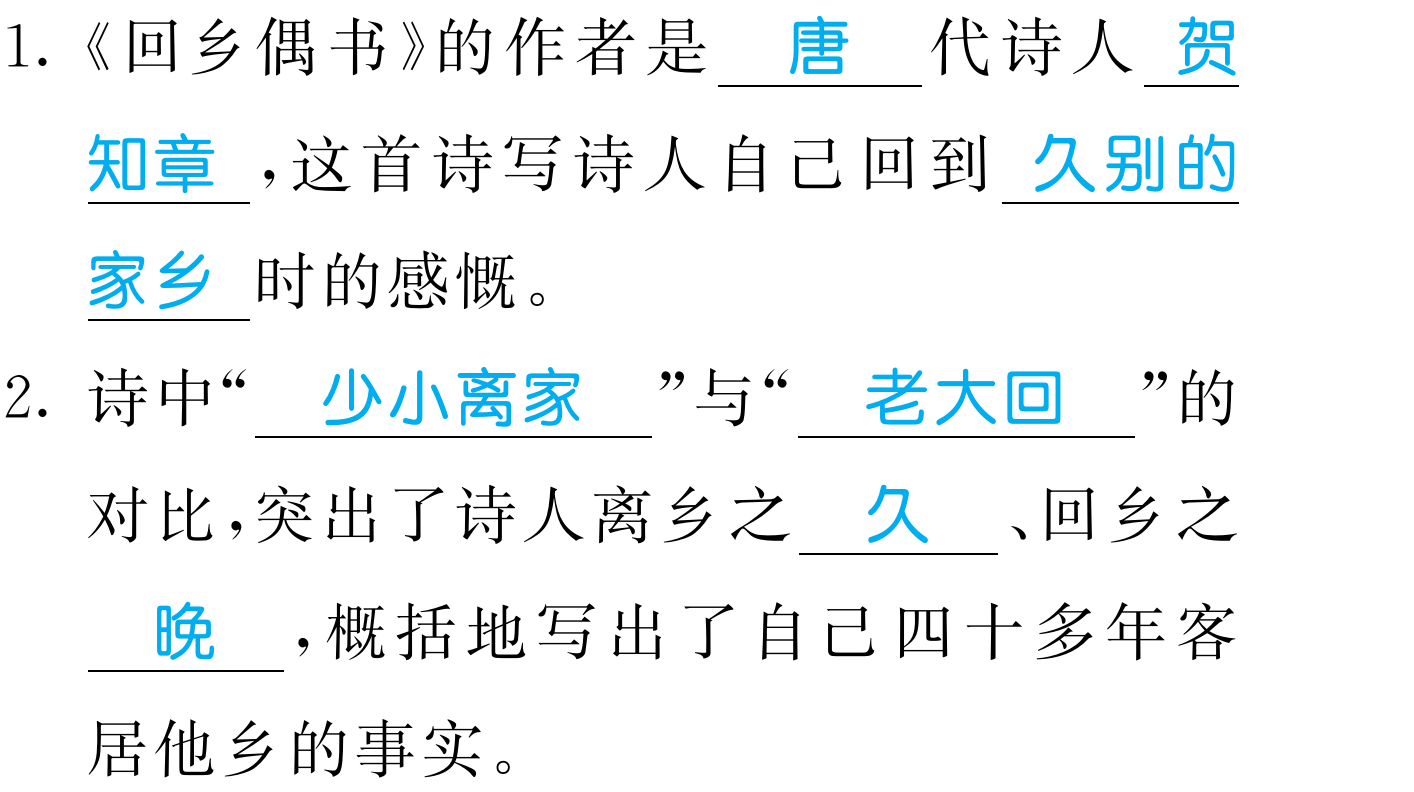 1. 《回乡偶书》的作者是 唐 代诗人 贺
知章 ,这首诗写诗人自己回到 久别的
家乡 时的感慨。
2. 诗中“ 少小离家 ”与“ 老大回 ”的
对比,突出了诗人离乡之 久 、回乡之
晚 ,概括地写出了自己四十多年客
居他乡的事实。